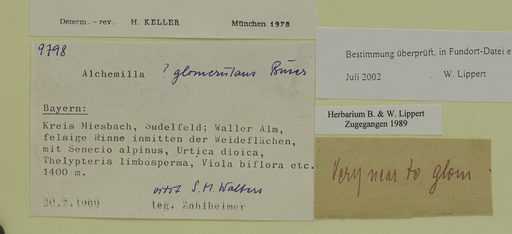 Determ. - rev. H. KELLER München 1978
9798
Alchemilla ? glomerulans Buser
Bayern:
Kreis Miesbach, Sudelfeld; Waller Alm,
felsige Rinne inmitten der Weideflächen,
mit Senecio alpinus, Urtica dioica,
Thelypteris limbosperma, Viola biflora etc.
1400 m.
S. M. Walters
20.7.1969 leg. Zahlheimer
Bestimmung überprüft, in Fundort-Datei e
Juli 2002 W. Lippert
Herbarium B. & W. Lippert
Zugegangen 1989
Very near to glom